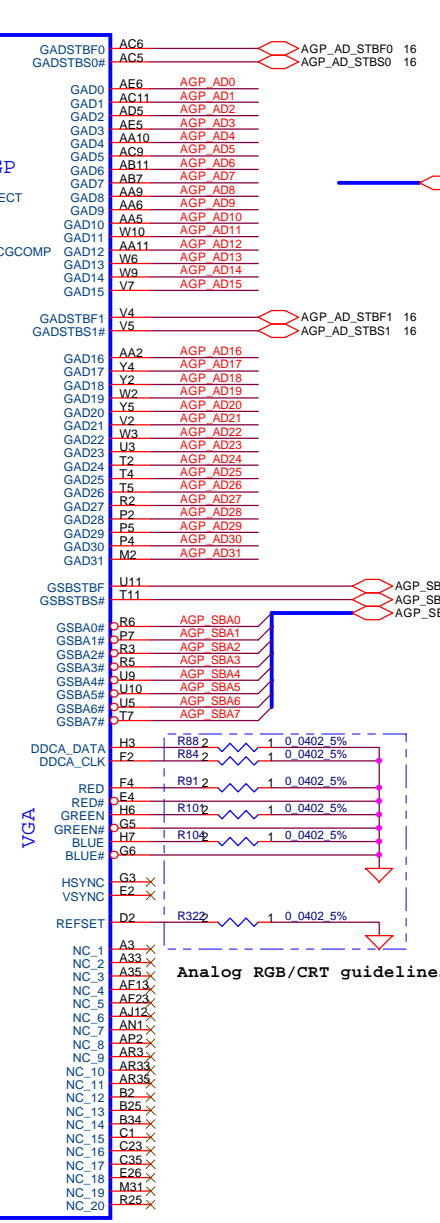 GADSTBF0 AC6 AGP_AD_STBF0 16
GADSTBS0# AC5 AGP_AD_STBS0 16
GAD0 AE6 AGP_AD0
GAD1 AC11 AGP_AD1
GAD2 AD5 AGP_AD2
GAD3 AE5 AGP_AD3
GAD4 AA10 AGP_AD4
GAD5 AC9 AGP_AD5
GAD6 AB11 AGP_AD6
GAD7 AB7 AGP_AD7
GAD8 AA9 AGP_AD8
GAD9 AA6 AGP_AD9
GAD10 AA5 AGP_AD10
GAD11 W10 AGP_AD11
CGCOMP GAD12 AA11 AGP_AD12
GAD13 W6 AGP_AD13
GAD14 W9 AGP_AD14
GAD15 V7 AGP_AD15
GP
ECT
GADSTBF1 V4 AGP_AD_STBF1 16
GADSTBS1# V5 AGP_AD_STBS1 16
GAD16 AA2 AGP_AD16
GAD17 Y4 AGP_AD17
GAD18 Y2 AGP_AD18
GAD19 W2 AGP_AD19
GAD20 Y5 AGP_AD20
GAD21 V2 AGP_AD21
GAD22 W3 AGP_AD22
GAD23 U3 AGP_AD23
GAD24 T2 AGP_AD24
GAD25 T4 AGP_AD25
GAD26 T5 AGP_AD26
GAD27 R2 AGP_AD27
GAD28 P2 AGP_AD28
GAD29 P5 AGP_AD29
GAD30 P4 AGP_AD30
GAD31 M2 AGP_AD31
GSBSTBF U11 AGP_SB
GSBSTBS# T11 AGP_SB
AGP_SB
GSBA0# R6 AGP_SBA0
GSBA1# P7 AGP_SBA1
GSBA2# R3 AGP_SBA2
GSBA3# R5 AGP_SBA3
GSBA4# U9 AGP_SBA4
GSBA5# U10 AGP_SBA5
GSBA6# U5 AGP_SBA6
GSBA7# T7 AGP_SBA7
DDCA_DATA H3 R88 2 1 0_0402_5%
DDCA_CLK F2 R84 2 1 0_0402_5%
RED F4 R91 2 1 0_0402_5%
RED# E4
GREEN H6 R101 2 1 0_0402_5%
GREEN# G5
BLUE H7 R104 2 1 0_0402_5%
BLUE# G6
VGA
HSYNC G3
VSYNC E2
REFSET D2 R322 2 1 0_0402_5%
Analog RGB/CRT guidelines
NC_1 A3
NC_2 A33
NC_3 A35
NC_4 AF13
NC_5 AF23
NC_6 AJ12
NC_7 AN1
NC_8 AP2
NC_9 AR3
NC_10 AR33
NC_11 AR35
NC_12 B2
NC_13 B25
NC_14 B34
NC_15 C1
NC_16 C23
NC_17 C35
NC_18 E26
NC_19 M31
NC_20 R25